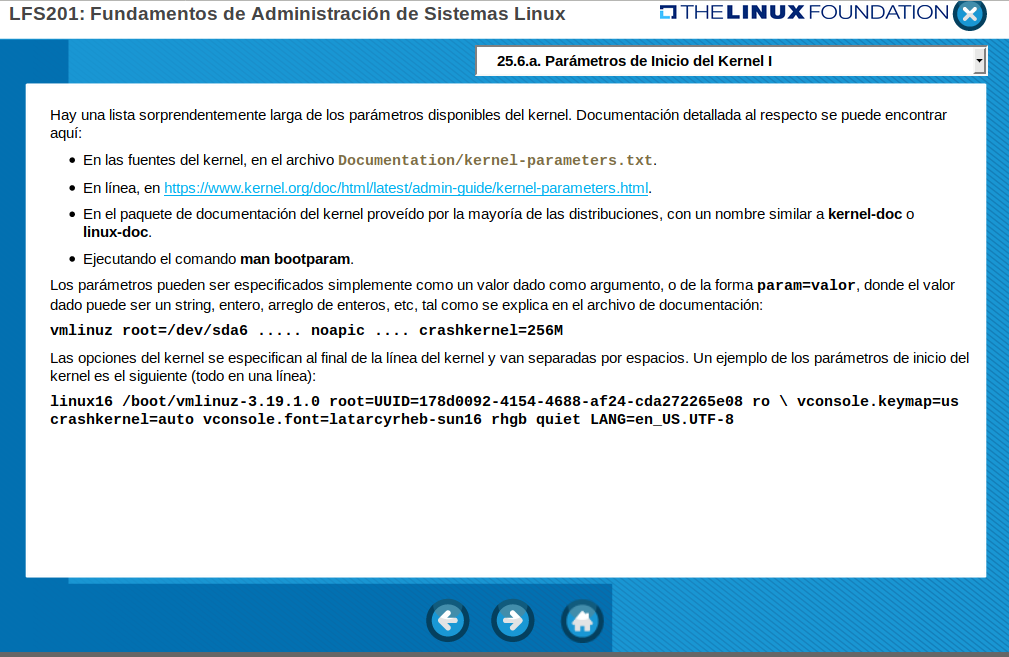 LFS201: Fundamentos de Administración de Sistemas Linux
THE LINUX FOUNDATION
25.6.a. Parámetros de Inicio del Kernel I
Hay una lista sorprendentemente larga de los parámetros disponibles del kernel. Documentación detallada al respecto se puede encontrar
aquí:
• En las fuentes del kernel, en el archivo Documentation/kernel-parameters.txt.
• En línea, en https://www.kernel.org/doc/html/latest/admin-guide/kernel-parameters.html.
• En el paquete de documentación del kernel proveído por la mayoría de las distribuciones, con un nombre similar a kernel-doc o
linux-doc.
• Ejecutando el comando man bootparam.
Los parámetros pueden ser especificados simplemente como un valor dado como argumento, o de la forma param=valor, donde el valor
dado puede ser un string, entero, arreglo de enteros, etc, tal como se explica en el archivo de documentación:
vmlinuz root=/dev/sda6 ..... noapic .... crashkernel=256M
Las opciones del kernel se especifican al final de la línea del kernel y van separadas por espacios. Un ejemplo de los parámetros de inicio del
kernel es el siguiente (todo en una línea):
linux16 /boot/vmlinuz-3.19.1.0 root=UUID=178d0092-4154-4688-af24-cda272265e08 ro \ vconsole.keymap=us
crashkernel=auto vconsole.font=latarcyrheb-sun16 rhgb quiet LANG=en_US.UTF-8